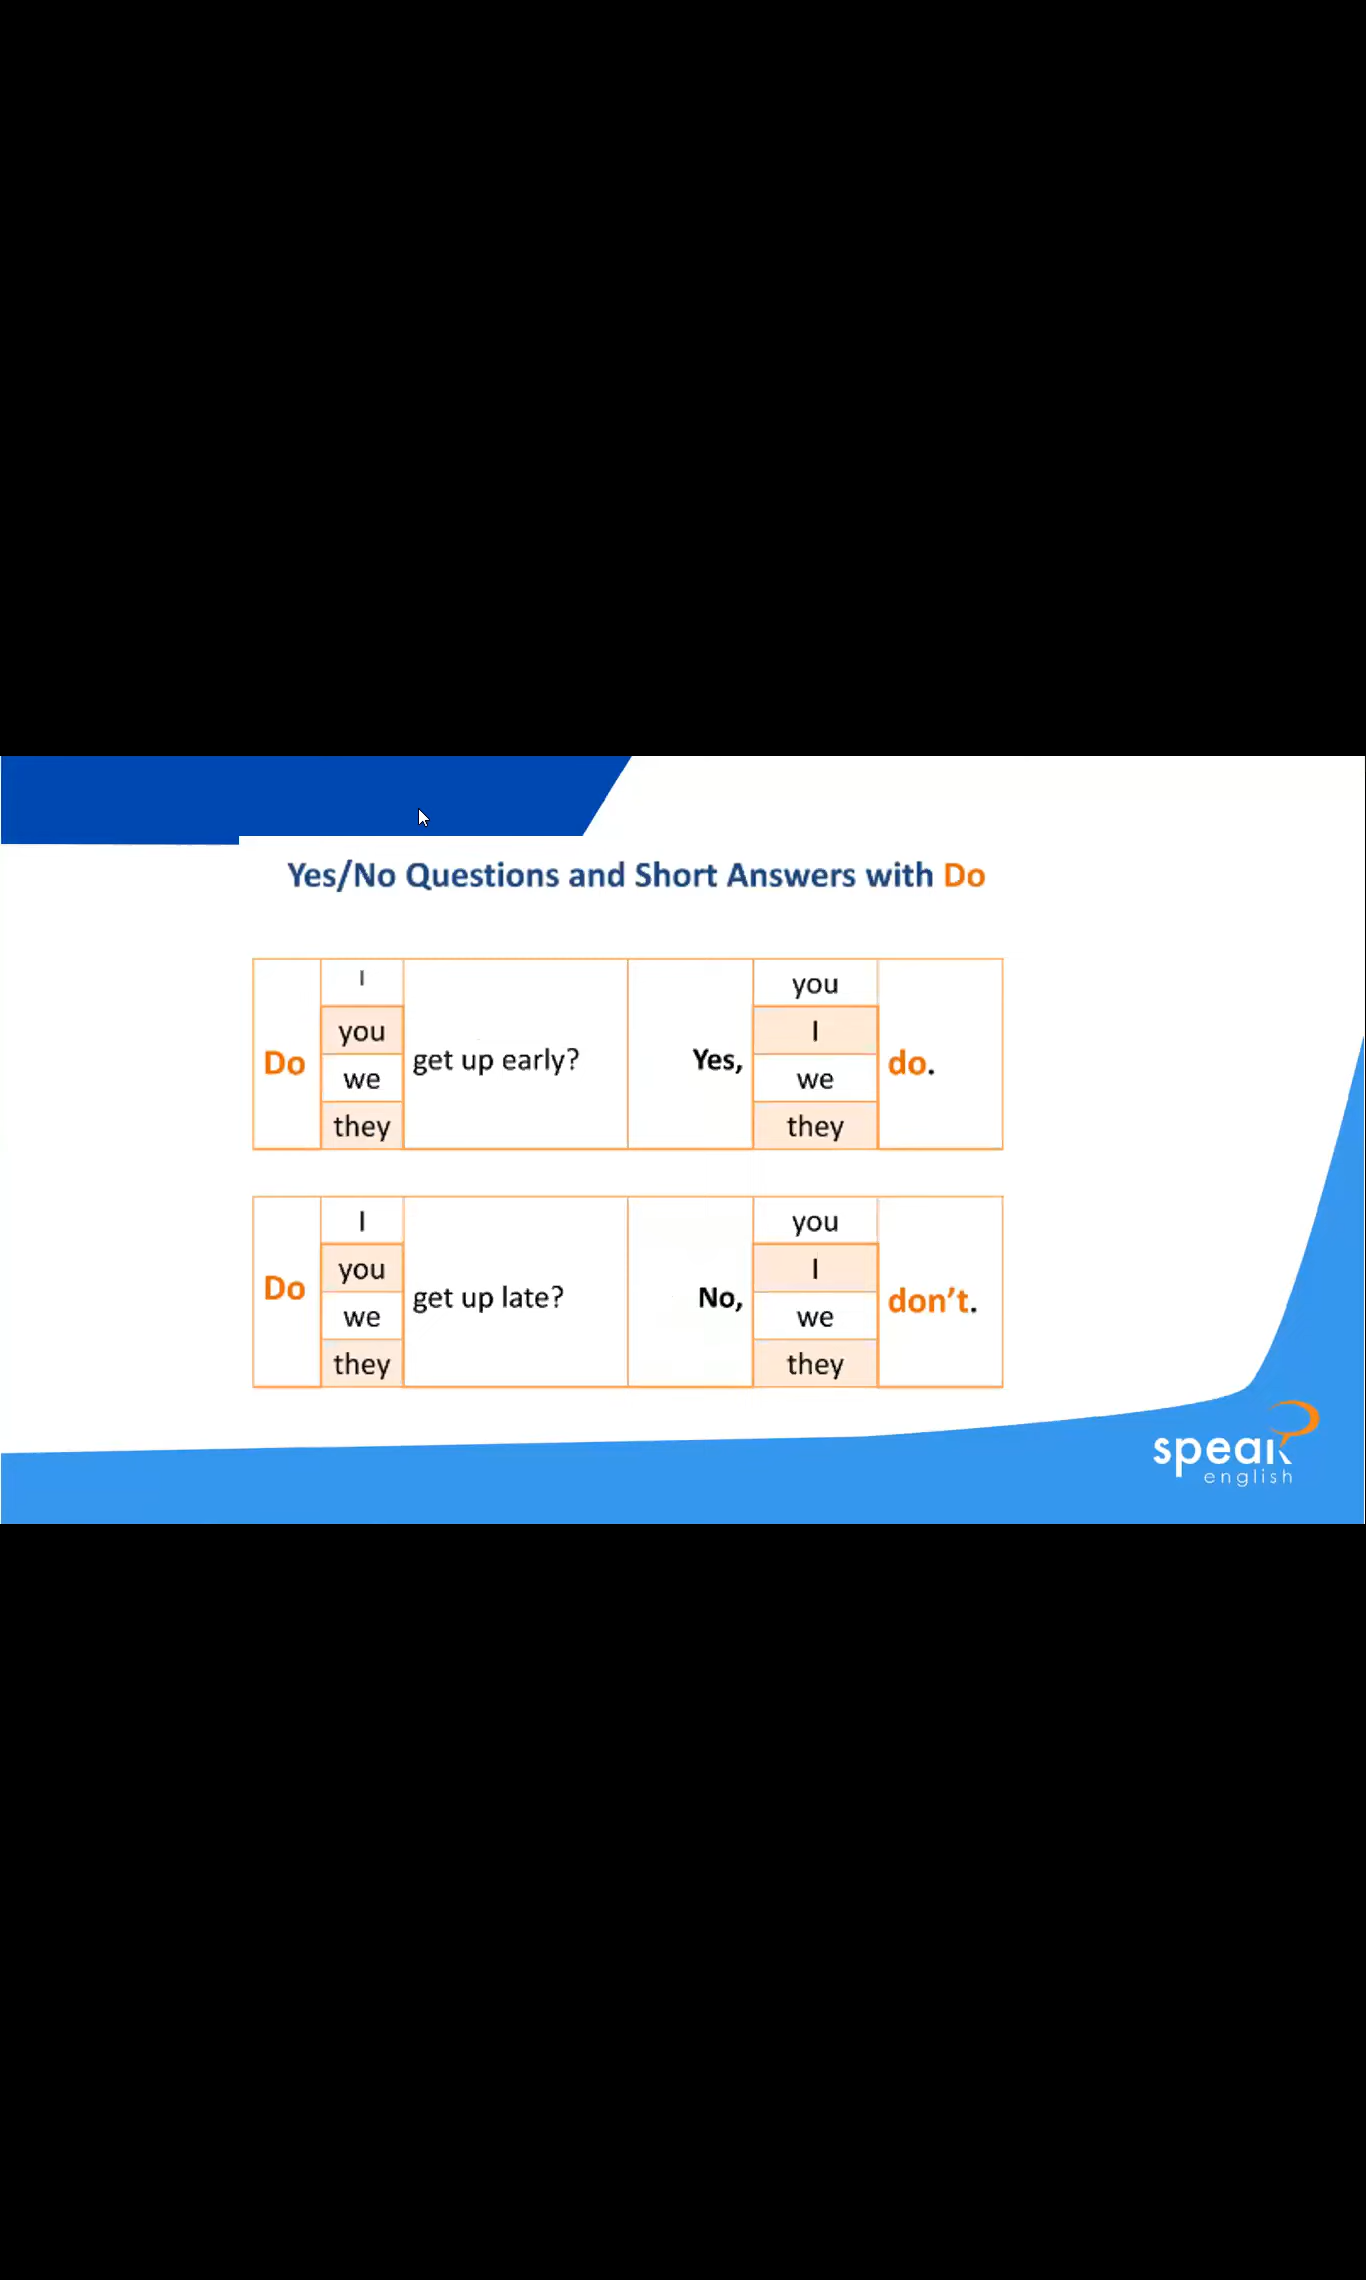 Yes/No Questions and Short Answers with Do
Do
I
you
we
they
get up early?
Yes,
you
I
we
they
do.
Do
I
you
we
they
get up late?
No,
you
I
we
they
don't.
speak
english